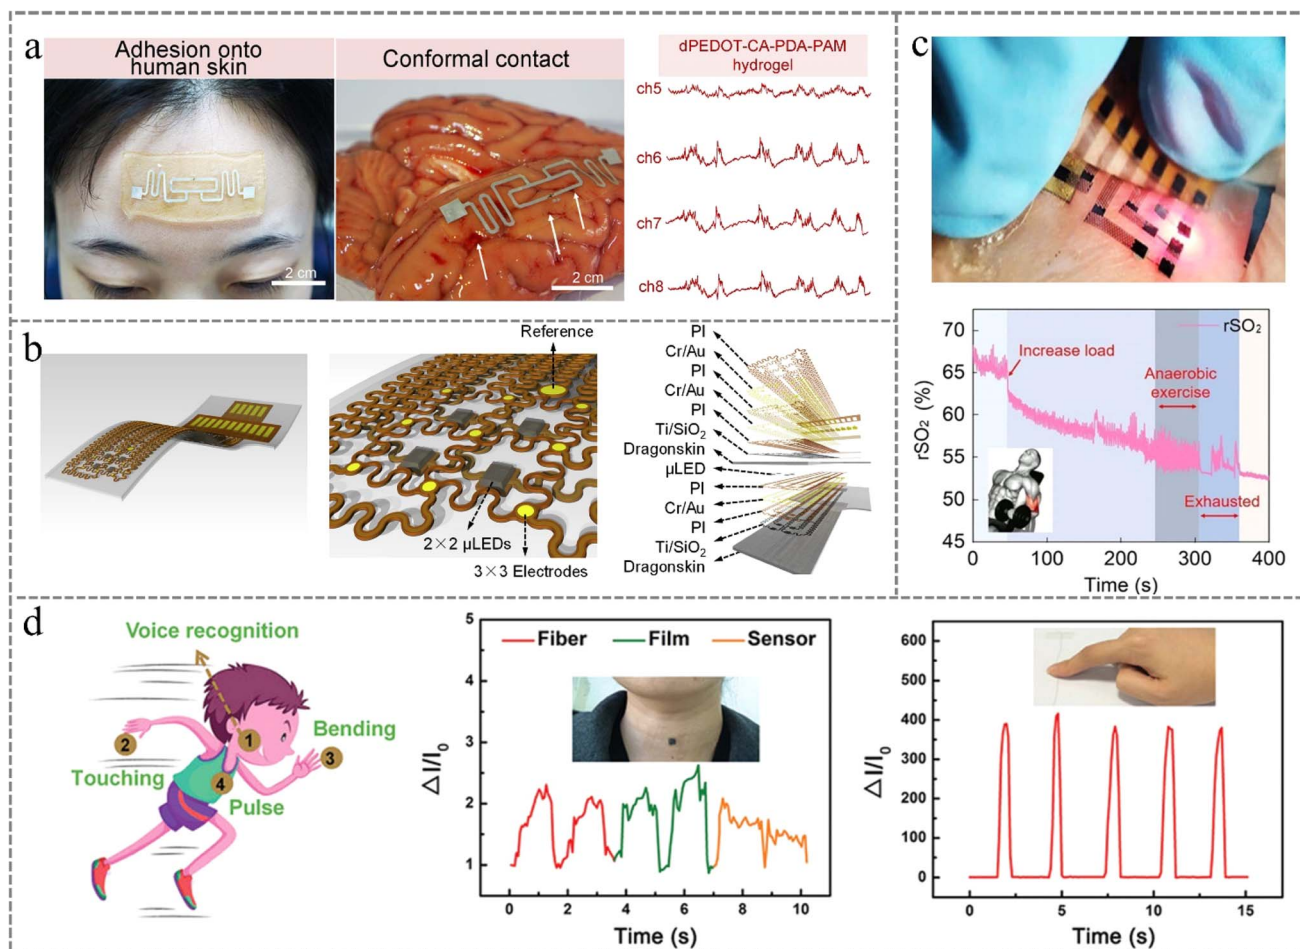 a
Adhesion onto
human skin
2 cm
Conformal contact
2 cm
dPEDOT-CA-PDA-PAM
hydrogel
ch5
ch6
ch7
ch8
b
Reference
2×2 μLEDs
3×3 Electrodes
PI
Cr/Au
PI
Cr/Au
PI
Ti/SiO₂
Dragonskin
μLED
PI
Cr/Au
PI
Ti/SiO₂
Dragonskin
c
70
65
60
55
50
45
rSO₂ (%)
rSO₂
Increase load
Anaerobic
exercise
Exhausted
0 100 200 300 400
Time (s)
d
Voice recognition
1
2
3
4
Bending
Touching
Pulse
5
4
3
2
1
ΔI/I₀
Fiber Film Sensor
0 2 4 6 8 10
Time (s)
600
500
400
300
200
100
0
ΔI/I₀
0 5 10 15
Time (s)